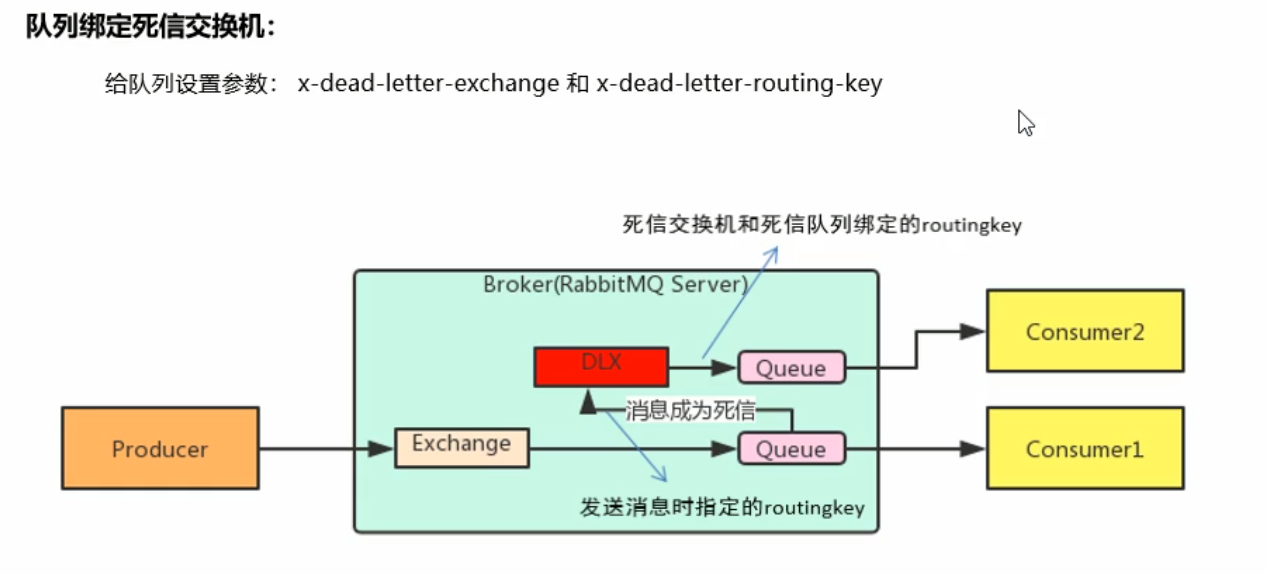 队列绑定死信交换机：
给队列设置参数： x-dead-letter-exchange 和 x-dead-letter-routing-key
死信交换机和死信队列绑定的routingkey
Broker(RabbitMQ Server)
DLX
Queue
Consumer2
消息成为死信
Producer
Exchange
Queue
Consumer1
发送消息时指定的routingkey